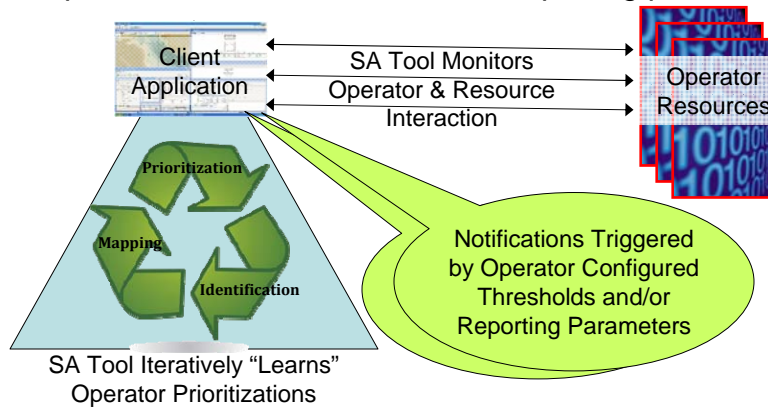 Client
Application
SA Tool Monitors
Operator & Resource
Interaction
Operator
Resources
Prioritization
Mapping
Identification
Notifications Triggered
by Operator Configured
Thresholds and/or
Reporting Parameters
SA Tool Iteratively “Learns”
Operator Prioritizations